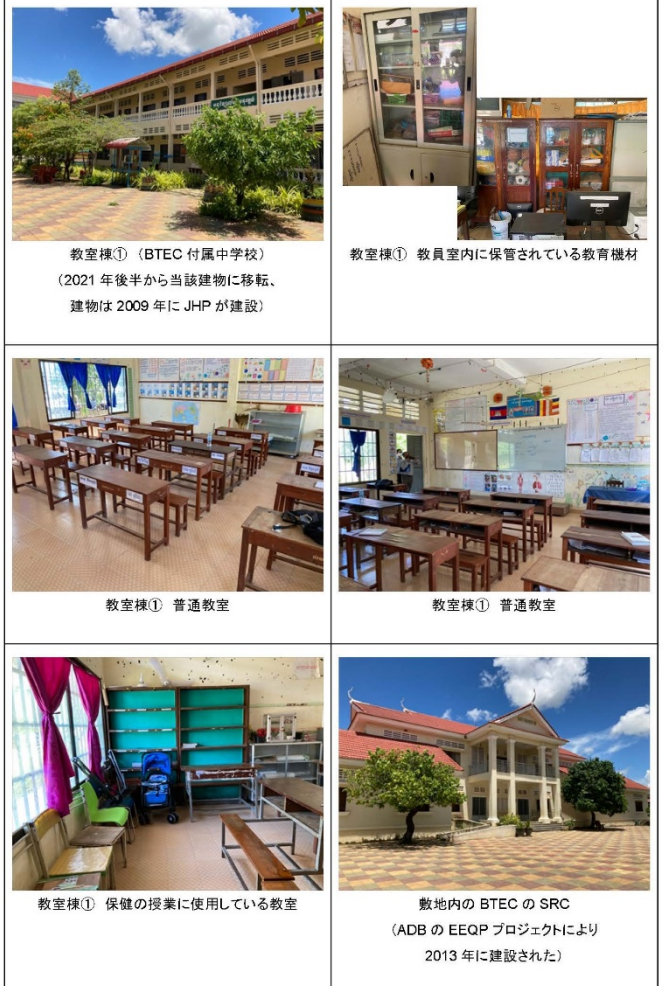 教室棟① (BTEC 付属中学校)
(2021 年後半から当該建物に移転、
建物は 2009 年に JHP が建設)
教室棟① 教員室内に保管されている教育機材
教室棟① 普通教室
教室棟① 普通教室
教室棟① 保健の授業に使用している教室
敷地内の BTEC の SRC
(ADB の EEQP プロジェクトにより
2013 年に建設された)